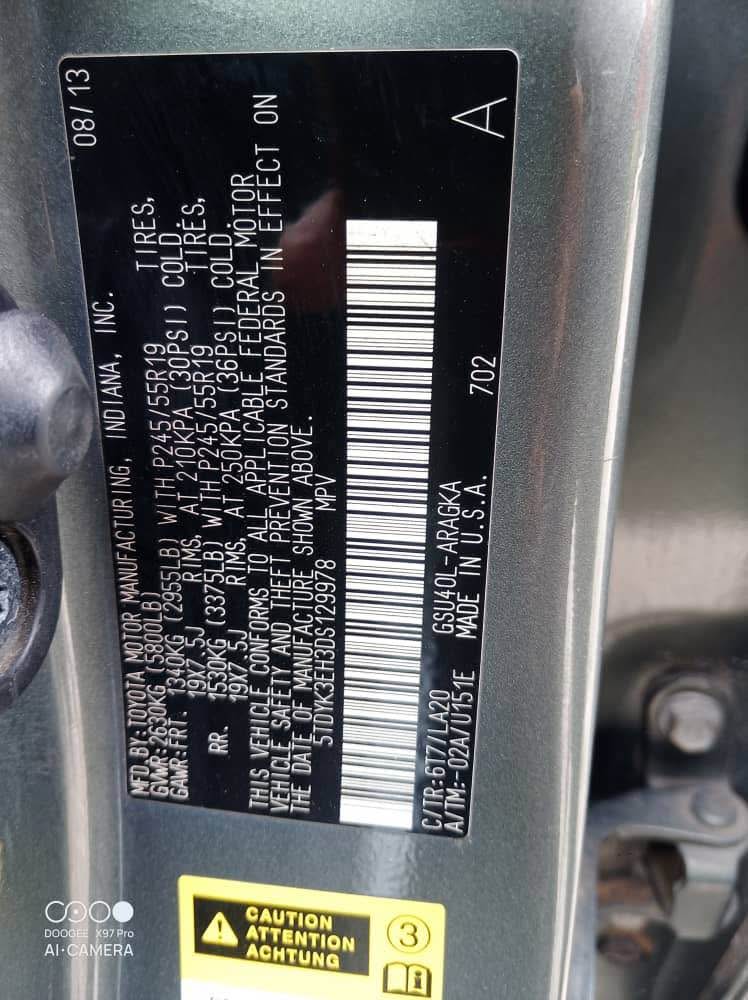 MFD.BY:TOYOTA MOTOR MANUFACTURING, INDIANA, INC. 08/13
GVWR:2630KG (5800LB)
GAWR:FRT. 1340KG (2955LB) WITH P245/55R19 TIRES,
19X7.5J RIMS, AT 210KPA (30PSI) COLD.
RR. 1530KG (3375LB) WITH P245/55R19 TIRES,
19X7.5J RIMS, AT 250KPA (36PSI) COLD.
THIS VEHICLE CONFORMS TO ALL APPLICABLE FEDERAL MOTOR
VEHICLE SAFETY AND THEFT PREVENTION STANDARDS IN EFFECT ON
THE DATE OF MANUFACTURE SHOWN ABOVE.
5TDYK3EH3DS129978 MPV
C/TR:6T7/LA20 GSU40L-ARAGKA A
A/TM:-02A/U151E MADE IN U.S.A. 702
CAUTION
ATTENTION
ACHTUNG
3
DOOGEE X97 Pro
AI-CAMERA